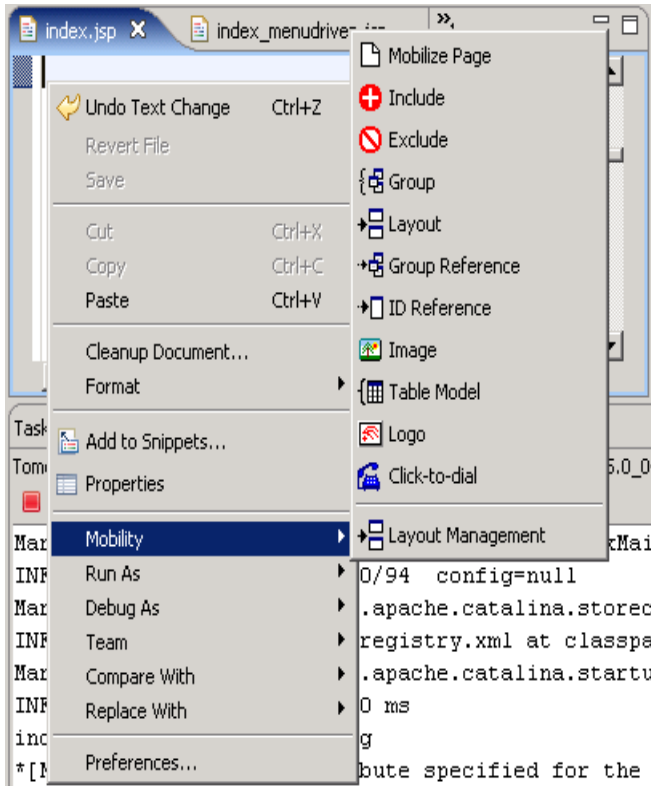 index.jsp
index_menudriven.jsp
Undo Text Change Ctrl+Z
Revert File
Save
Cut Ctrl+X
Copy Ctrl+C
Paste Ctrl+V
Cleanup Document...
Format
Add to Snippets...
Properties
Mobility
Run As
Debug As
Team
Compare With
Replace With
Preferences...
Mobilize Page
Include
Exclude
Group
Layout
Group Reference
ID Reference
Image
Table Model
Logo
Click-to-dial
Layout Management
Task
Tom
5.0_0
Mar xMai
INF 0/94 config=null
Mar .apache.catalina.storec
INF registry.xml at classpa
Mar .apache.catalina.startu
INF 0 ms
ind g
*[M bute specified for the